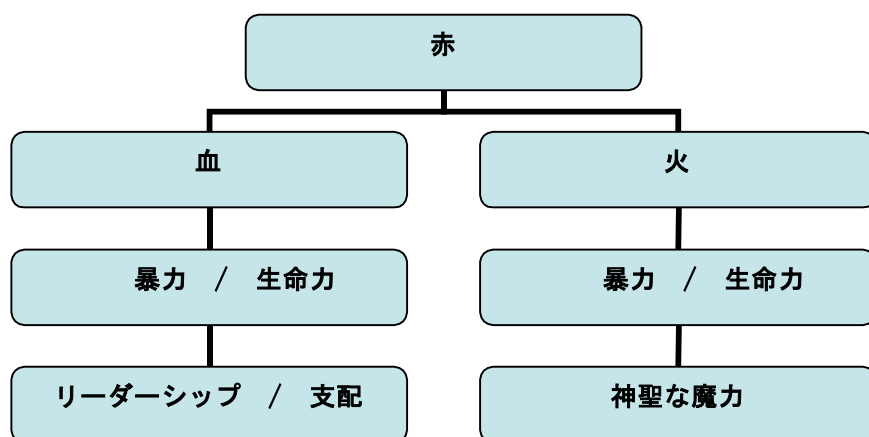 赤
血
火
暴力 / 生命力
暴力 / 生命力
リーダーシップ / 支配
神聖な魔力